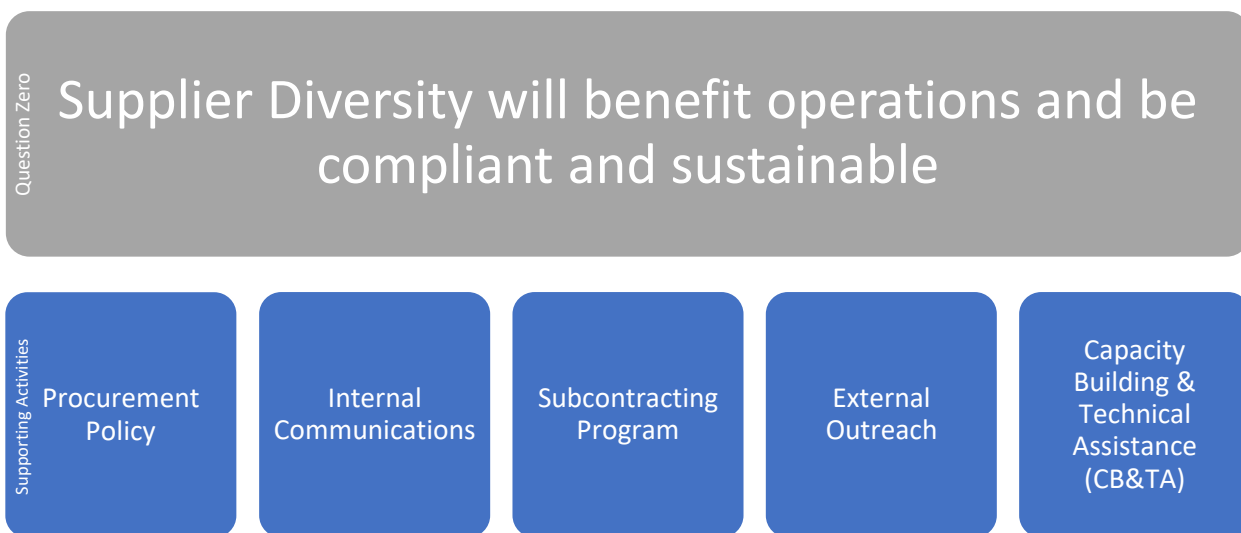 Question Zero
Supplier Diversity will benefit operations and be
compliant and sustainable
Supporting Activities
Procurement
Policy
Internal
Communications
Subcontracting
Program
External
Outreach
Capacity
Building &
Technical
Assistance
(CB&TA)